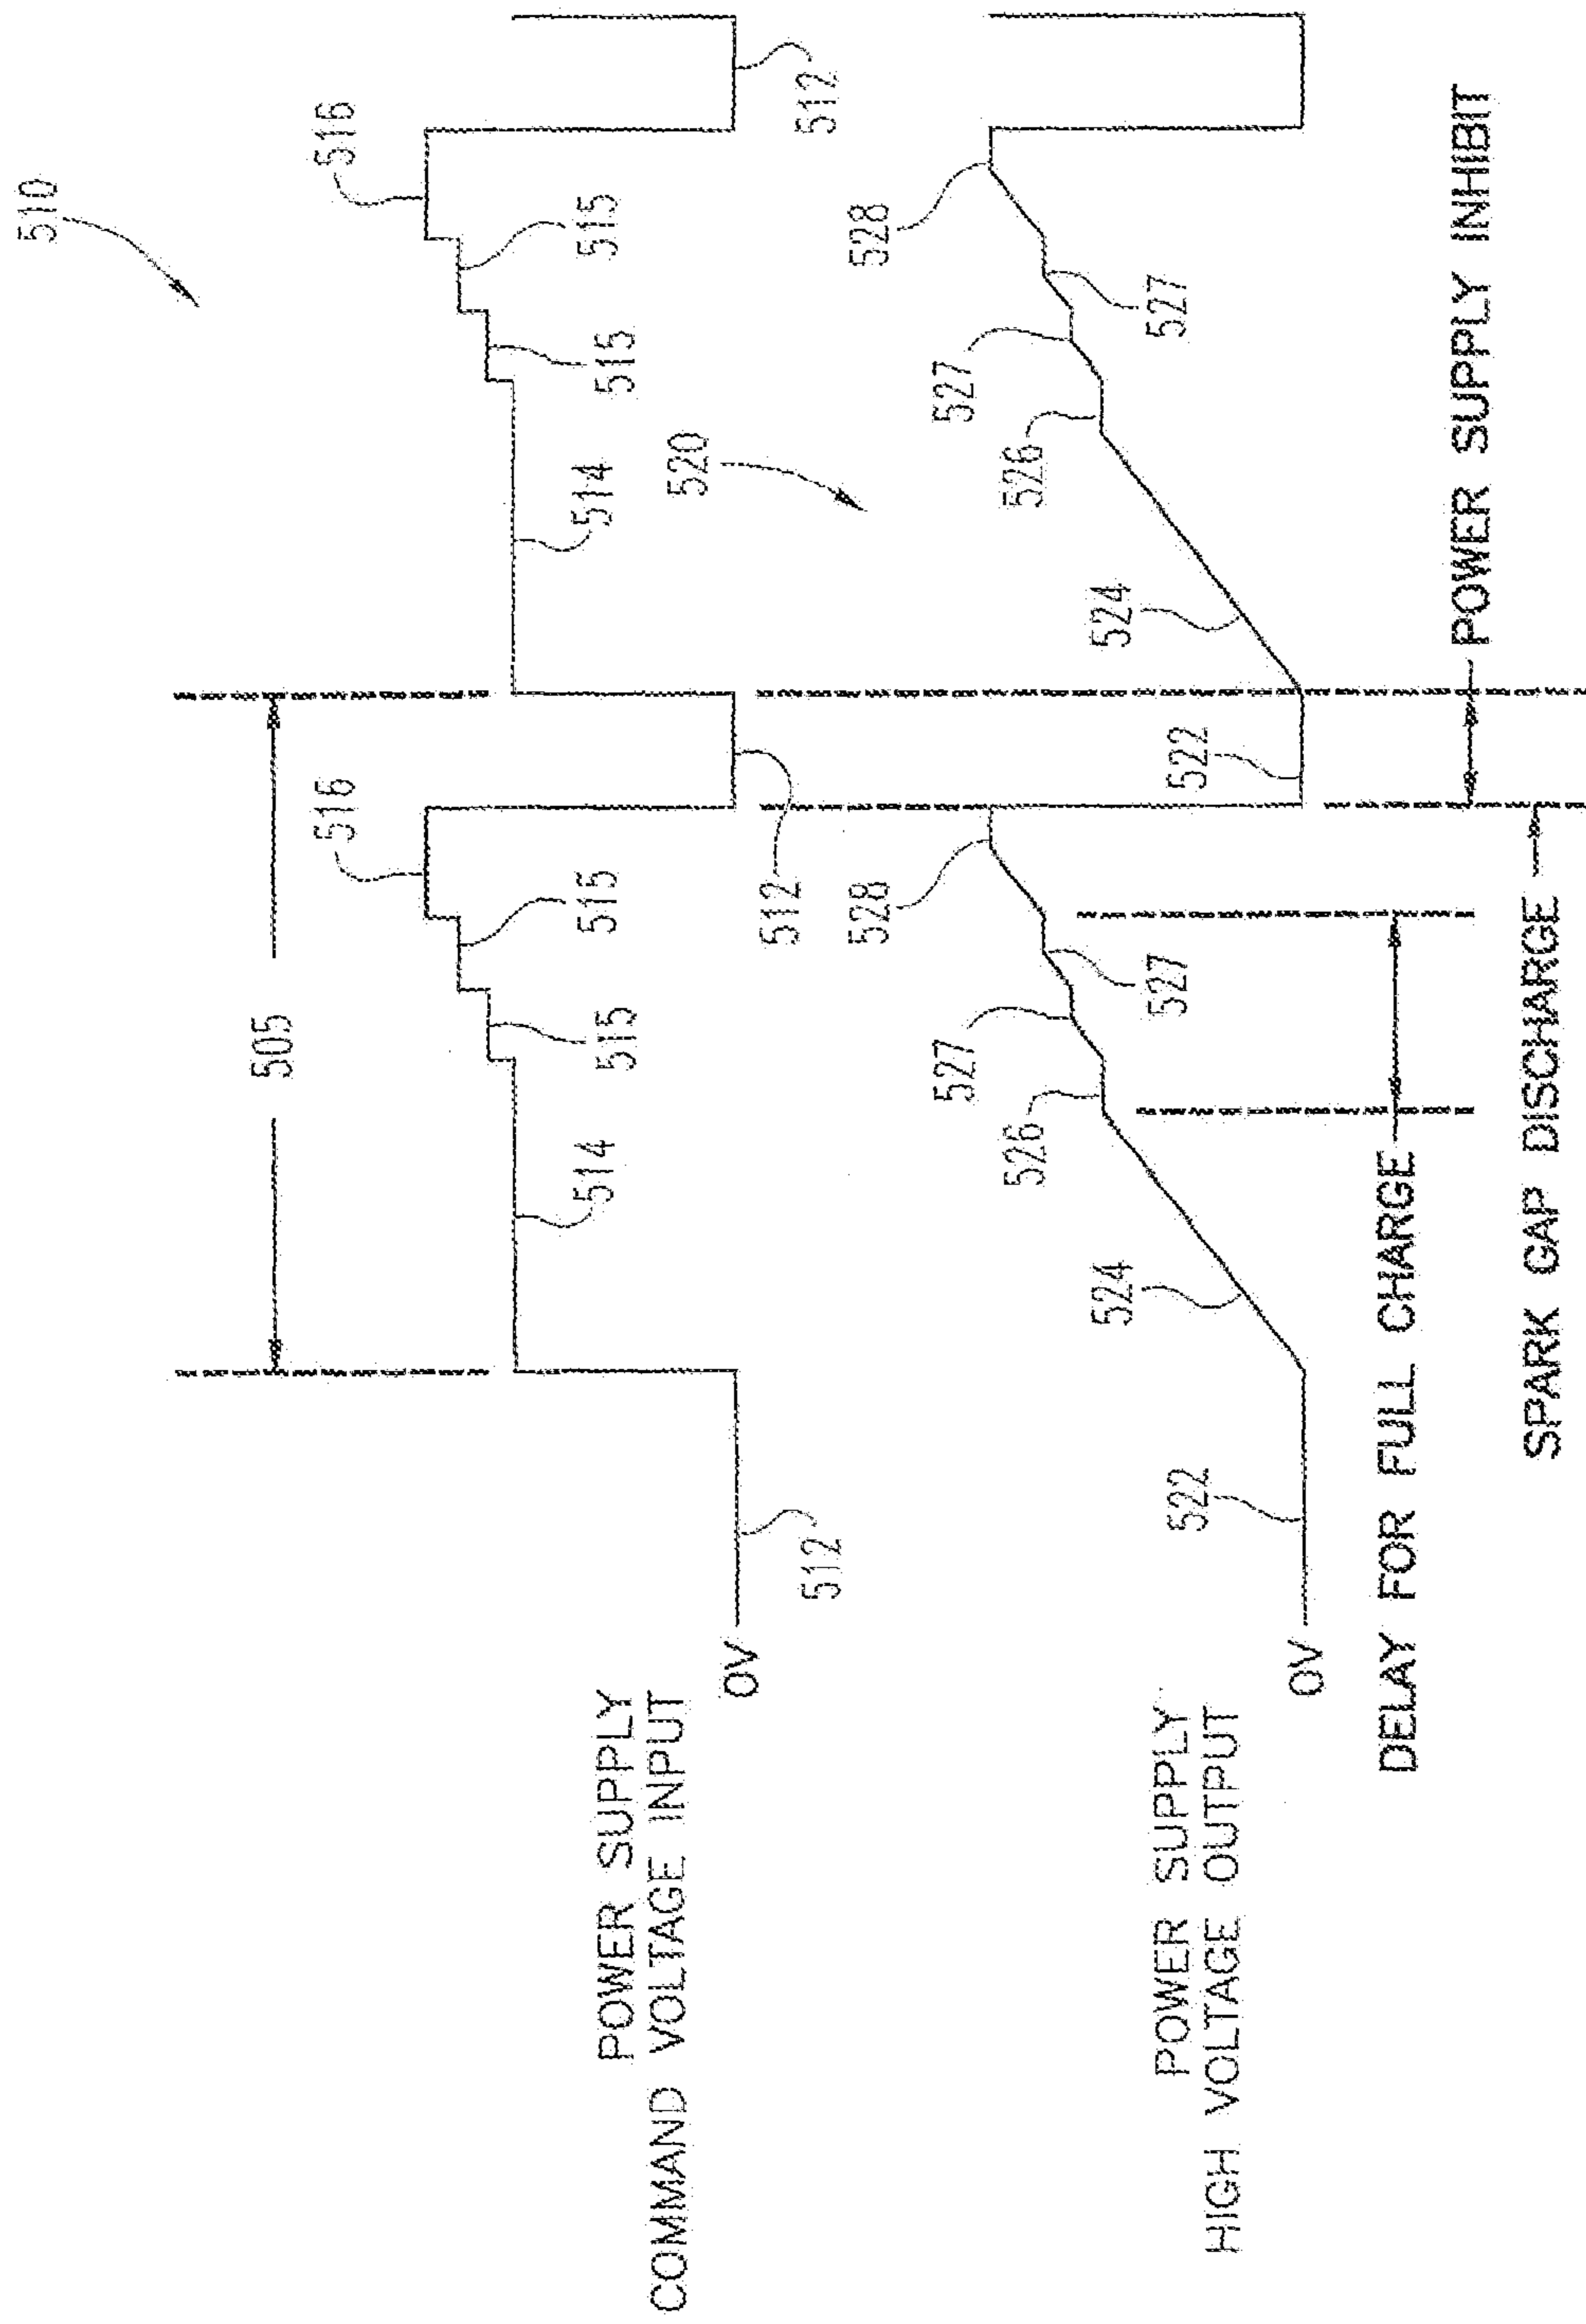 510
505
516
516
515
515
515
515
514
514
POWER SUPPLY
COMMAND VOLTAGE INPUT
0V
512
512
512
520
528
528
527
527
527
527
526
526
524
524
POWER SUPPLY
HIGH VOLTAGE OUTPUT
0V
522
522
DELAY FOR FULL CHARGE
POWER SUPPLY INHIBIT
SPARK GAP DISCHARGE